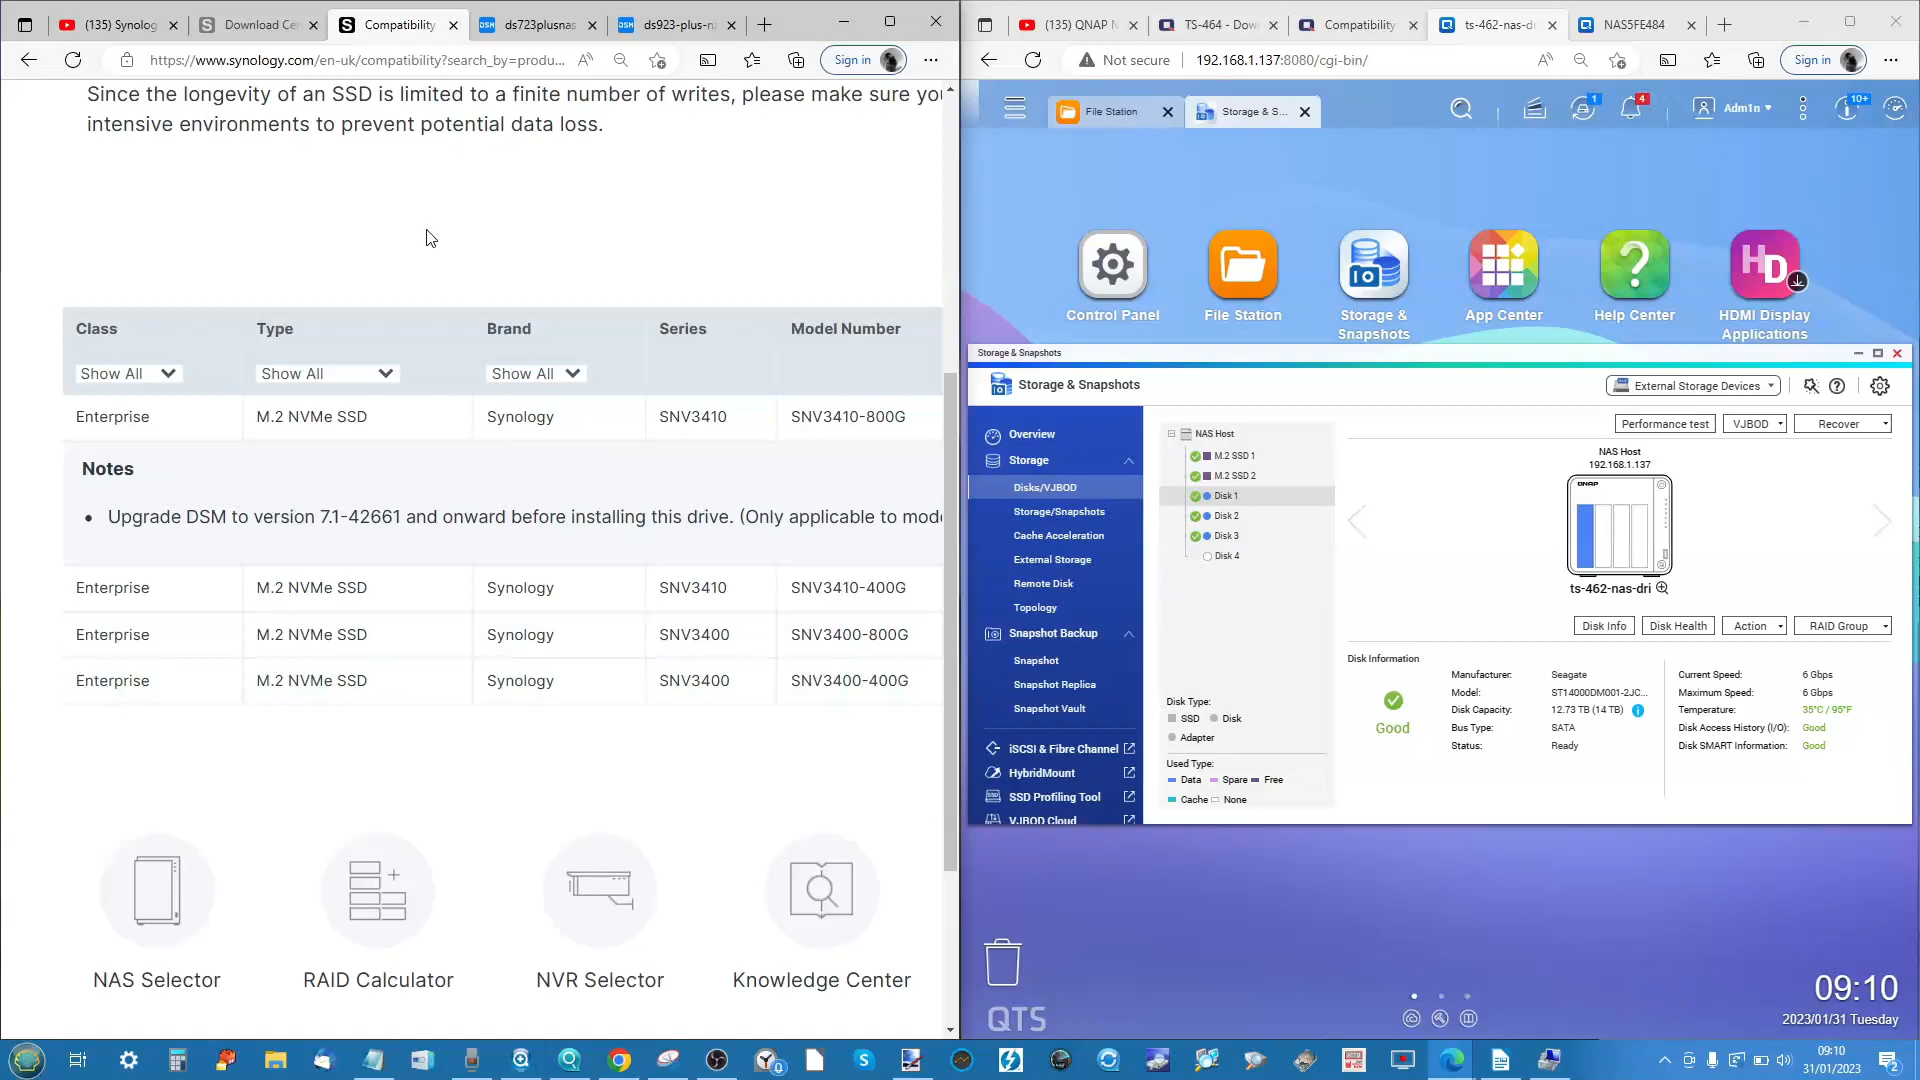 (135) Synolog
Download Ce
Compatibility
DSM ds723plusnas
DSM ds923-plus-na
https://www.synology.com/en-uk/compatibility?search_by=produ...
Sign in
Since the longevity of an SSD is limited to a finite number of writes, please make sure you
intensive environments to prevent potential data loss.
Class Type Brand Series Model Number
Show All Show All Show All
Enterprise M.2 NVMe SSD Synology SNV3410 SNV3410-800G
Notes
• Upgrade DSM to version 7.1-42661 and onward before installing this drive. (Only applicable to mode
Enterprise M.2 NVMe SSD Synology SNV3410 SNV3410-400G
Enterprise M.2 NVMe SSD Synology SNV3400 SNV3400-800G
Enterprise M.2 NVMe SSD Synology SNV3400 SNV3400-400G
NAS Selector
RAID Calculator
NVR Selector
Knowledge Center
(135) QNAP N
TS-464 - Dow
Compatibility
ts-462-nas-dr
NAS5FE484
Not secure
192.168.1.137:8080/cgi-bin/
Sign in
File Station
Storage & S...
1
4
Adm1n
10+
Control Panel
File Station
Storage &
Snapshots
App Center
Help Center
HD
HDMI Display
Applications
Storage & Snapshots
Storage & Snapshots
External Storage Devices
Overview
Storage
Disks/VJBOD
Storage/Snapshots
Cache Acceleration
External Storage
Remote Disk
Topology
Snapshot Backup
Snapshot
Snapshot Replica
Snapshot Vault
iSCSI & Fibre Channel
HybridMount
SSD Profiling Tool
VJBOD Cloud
NAS Host
M.2 SSD 1
M.2 SSD 2
Disk 1
Disk 2
Disk 3
Disk 4
Disk Type:
SSD Disk
Adapter
Used Type:
Data Spare Free
Cache None
Performance test
VJBOD
Recover
NAS Host
192.168.1.137
QNAP
ts-462-nas-dri
Disk Info
Disk Health
Action
RAID Group
Disk Information
Good
Manufacturer: Seagate
Model: ST14000DM001-2JC...
Disk Capacity: 12.73 TB (14 TB)
Bus Type: SATA
Status: Ready
Current Speed: 6 Gbps
Maximum Speed: 6 Gbps
Temperature: 35°C / 95°F
Disk Access History (I/O): Good
Disk SMART Information: Good
QTS
09:10
2023/01/31 Tuesday
09:10
31/01/2023
2